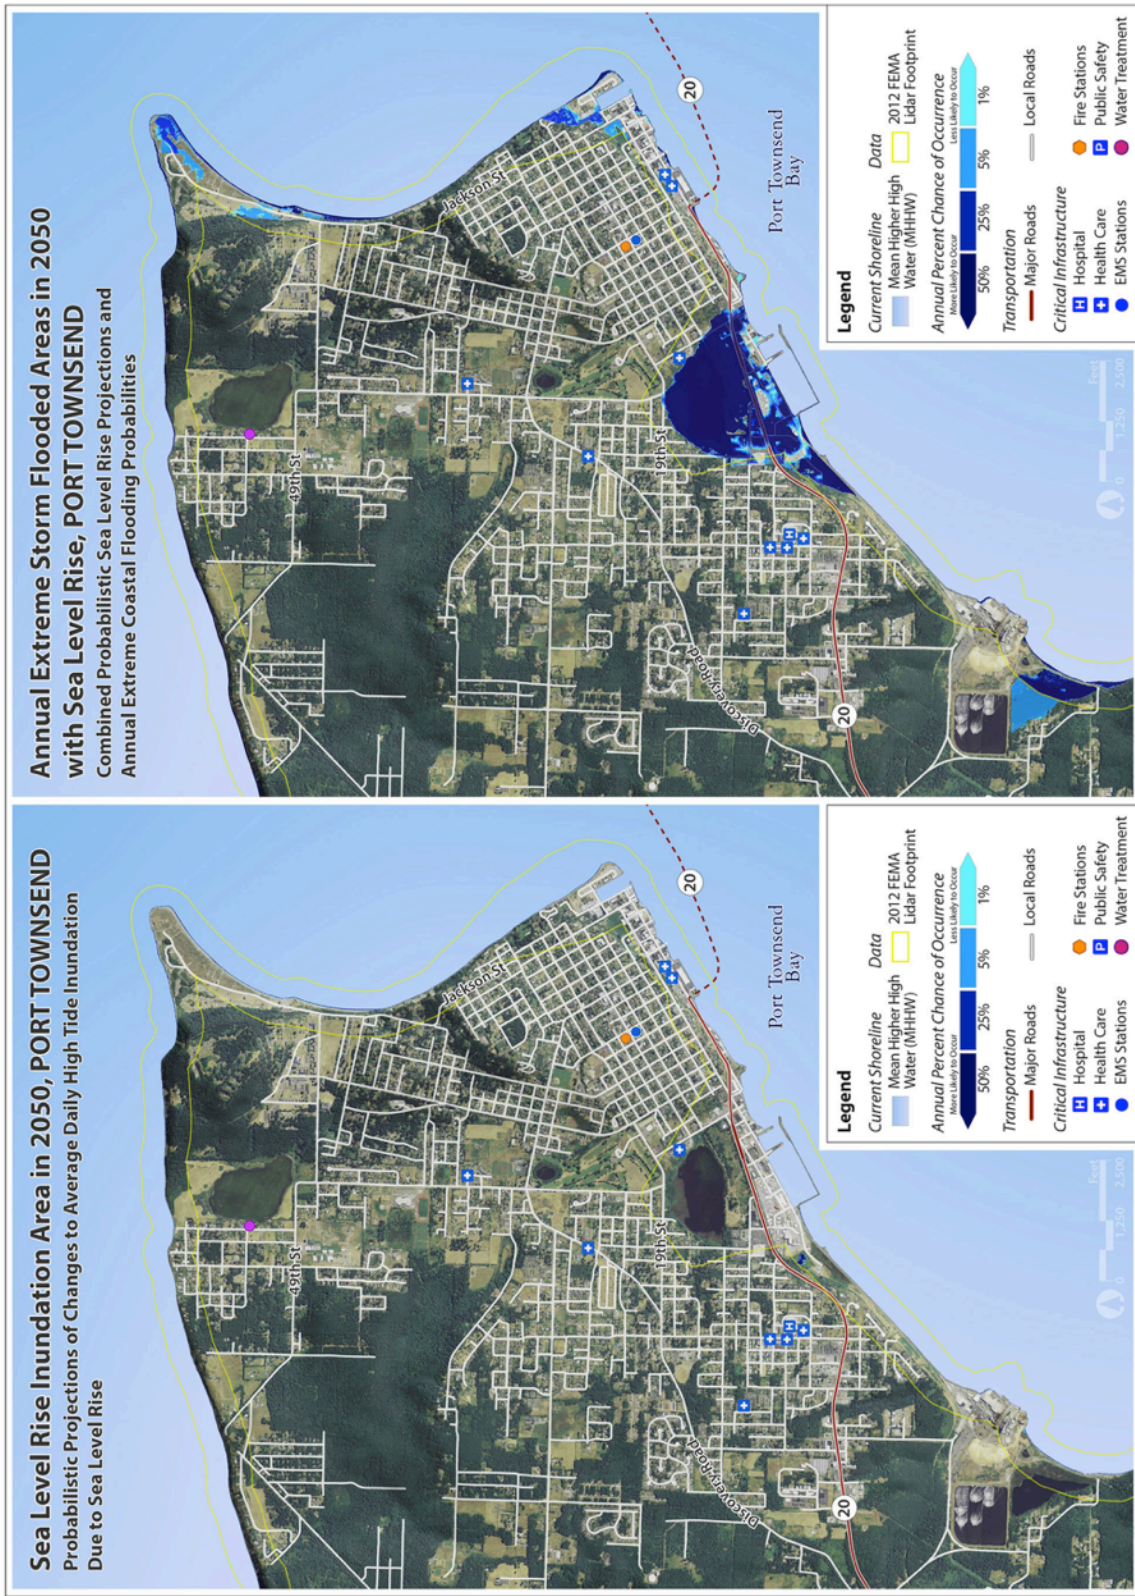 Sea Level Rise Inundation Area in 2050, PORT TOWNSEND
Probabilistic Projections of Changes to Average Daily High Tide Inundation
Due to Sea Level Rise
49th St
Jackson St
19th St
Discovery Road
20
20
Port Townsend
Bay
Feet
0 1,250 2,500
Legend
Current Shoreline
Mean Higher High
Water (MHHW)
Data
2012 FEMA
Lidar Footprint
Annual Percent Chance of Occurrence
More Likely to Occur
Less Likely to Occur
50% 25% 5% 1%
Transportation
Major Roads
Local Roads
Critical Infrastructure
H Hospital
Health Care
EMS Stations
Fire Stations
P Public Safety
Water Treatment
Annual Extreme Storm Flooded Areas in 2050
with Sea Level Rise, PORT TOWNSEND
Combined Probabilistic Sea Level Rise Projections and
Annual Extreme Coastal Flooding Probabilities
49th St
Jackson St
19th St
Discovery Road
20
20
Port Townsend
Bay
Feet
0 1,250 2,500
Legend
Current Shoreline
Mean Higher High
Water (MHHW)
Data
2012 FEMA
Lidar Footprint
Annual Percent Chance of Occurrence
More Likely to Occur
Less Likely to Occur
50% 25% 5% 1%
Transportation
Major Roads
Local Roads
Critical Infrastructure
H Hospital
Health Care
EMS Stations
Fire Stations
P Public Safety
Water Treatment